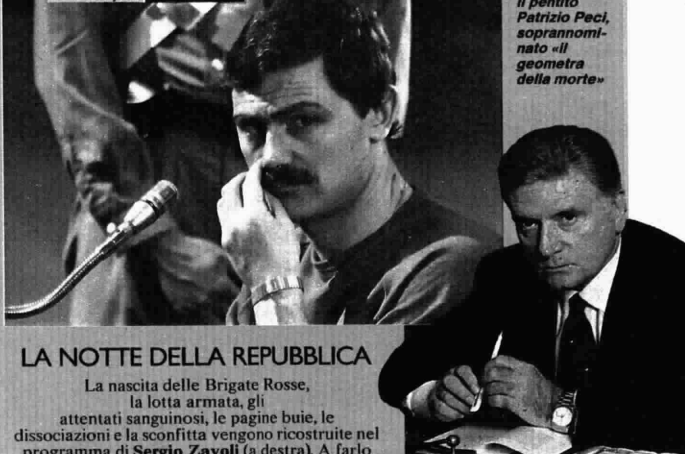 Il pentito
Patrizio Peci,
soprannomi-
nato «il
geometra
della morte»
LA NOTTE DELLA REPUBBLICA
La nascita delle Brigate Rosse,
la lotta armata, gli
attentati sanguinosi, le pagine buie, le
dissociazioni e la sconfitta vengono ricostruite nel
programma di Sergio Zavoli (a destra). A farlo